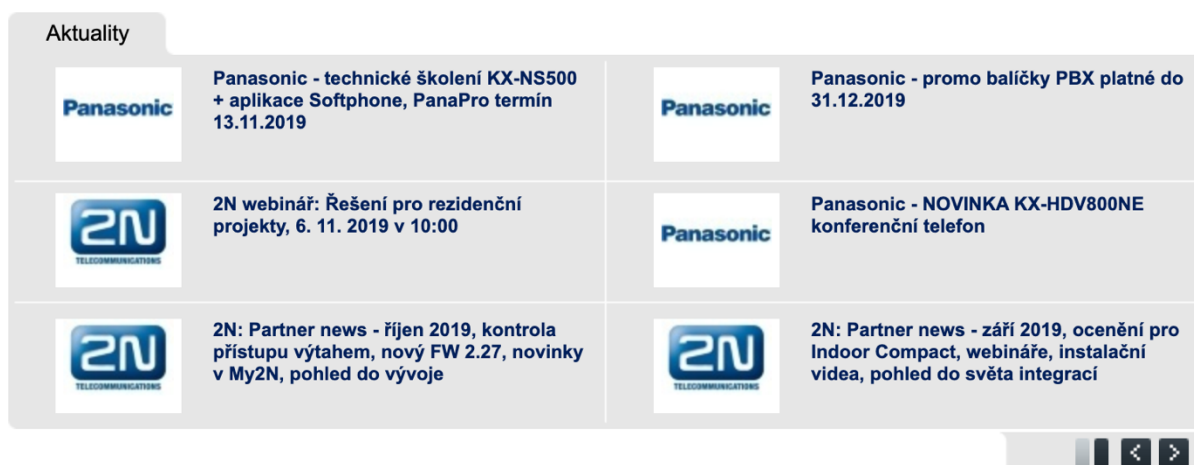 Aktuality
Panasonic
Panasonic - technické školení KX-NS500
+ aplikace Softphone, PanaPro termín
13.11.2019
Panasonic
Panasonic - promo balíčky PBX platné do
31.12.2019
2N
TELECOMMUNICATIONS
2N webinář: Řešení pro rezidenční
projekty, 6. 11. 2019 v 10:00
Panasonic
Panasonic - NOVINKA KX-HDV800NE
konferenční telefon
2N
TELECOMMUNICATIONS
2N: Partner news - říjen 2019, kontrola
přístupu výtahem, nový FW 2.27, novinky
v My2N, pohled do vývoje
2N
TELECOMMUNICATIONS
2N: Partner news - září 2019, ocenění pro
Indoor Compact, webináře, instalační
videa, pohled do světa integrací